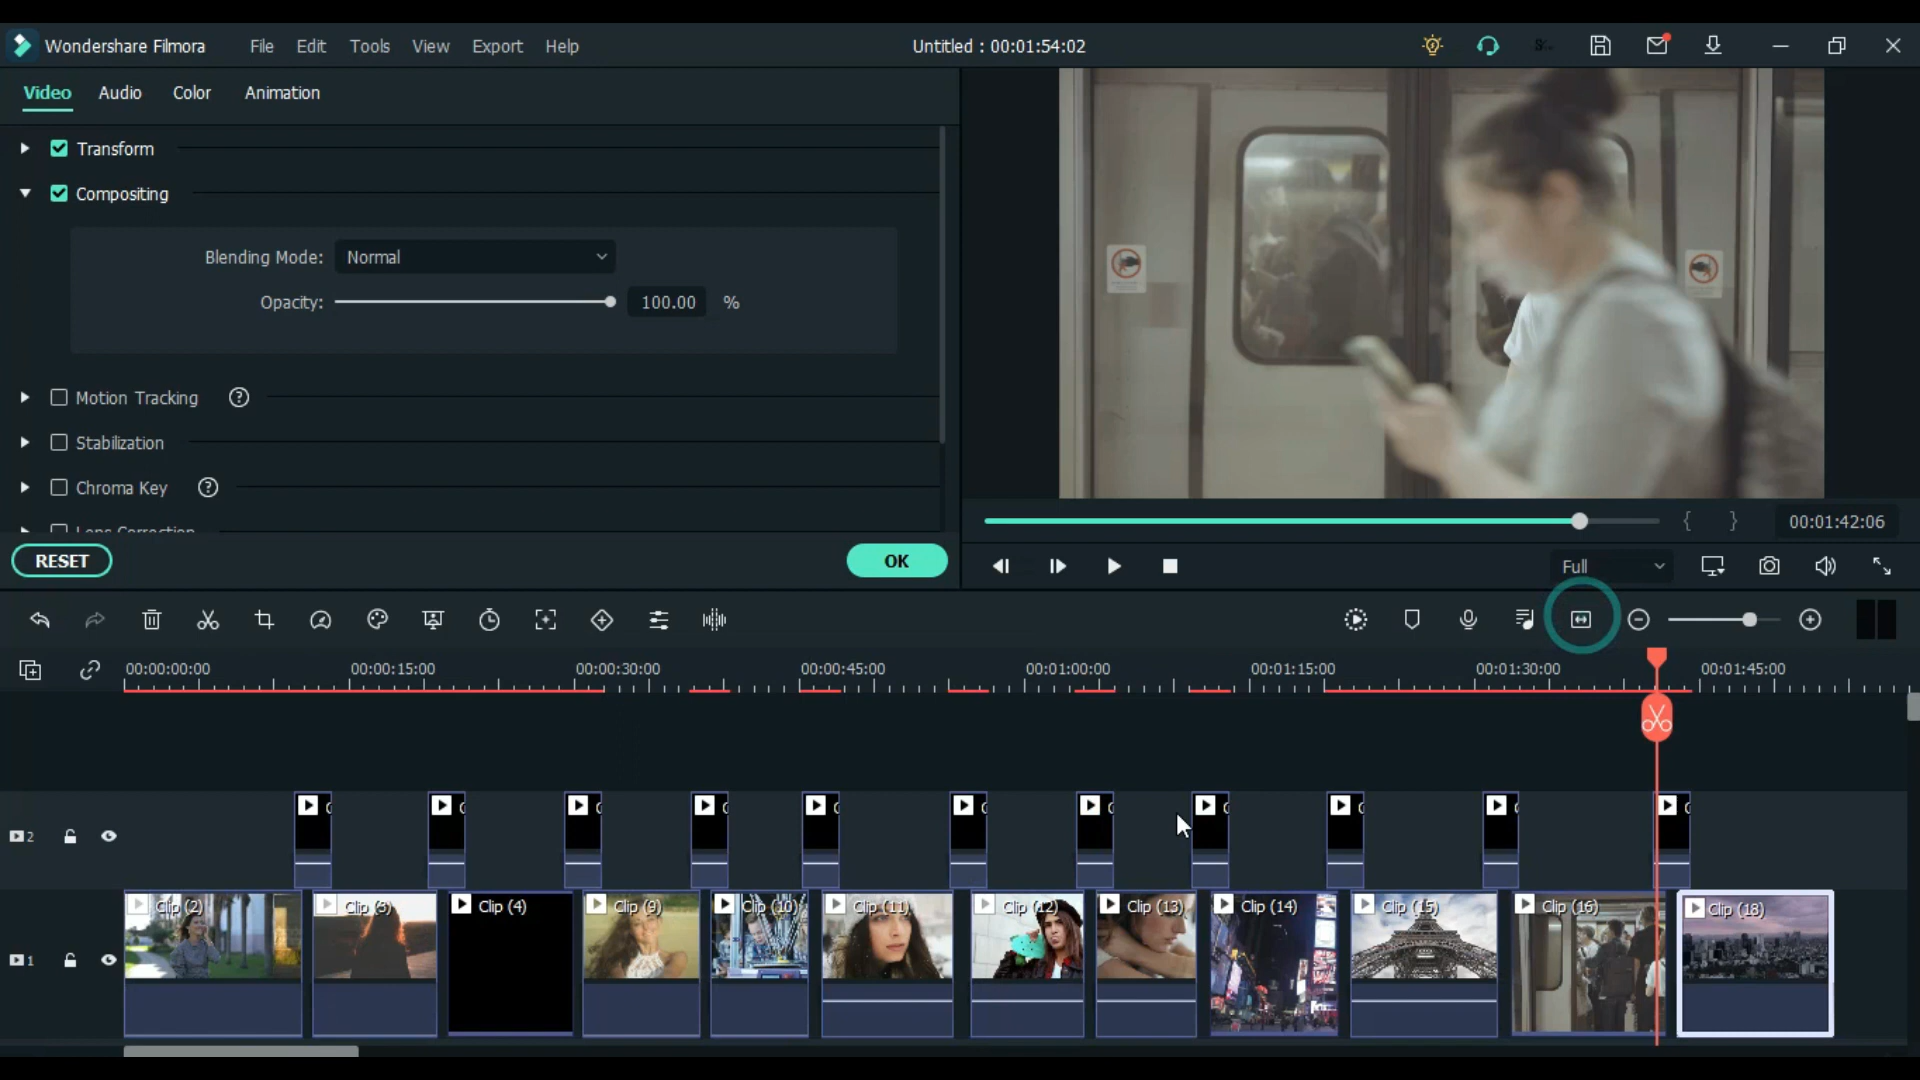 Wondershare Filmora File Edit Tools View Export Help Untitled : 00:01:54:02
Video Audio Color Animation
Transform
Compositing
Blending Mode: Normal
Opacity: 100.00 %
Motion Tracking
Stabilization
Chroma Key
Lens Correction
RESET OK
00:01:42:06
Full
00:00:00:00 00:00:15:00 00:00:30:00 00:00:45:00 00:01:00:00 00:01:15:00 00:01:30:00 00:01:45:00
2
1
Clip (2) Clip (3) Clip (4) Clip (9) Clip (10) Clip (11) Clip (12) Clip (13) Clip (14) Clip (15) Clip (16) Clip (18)